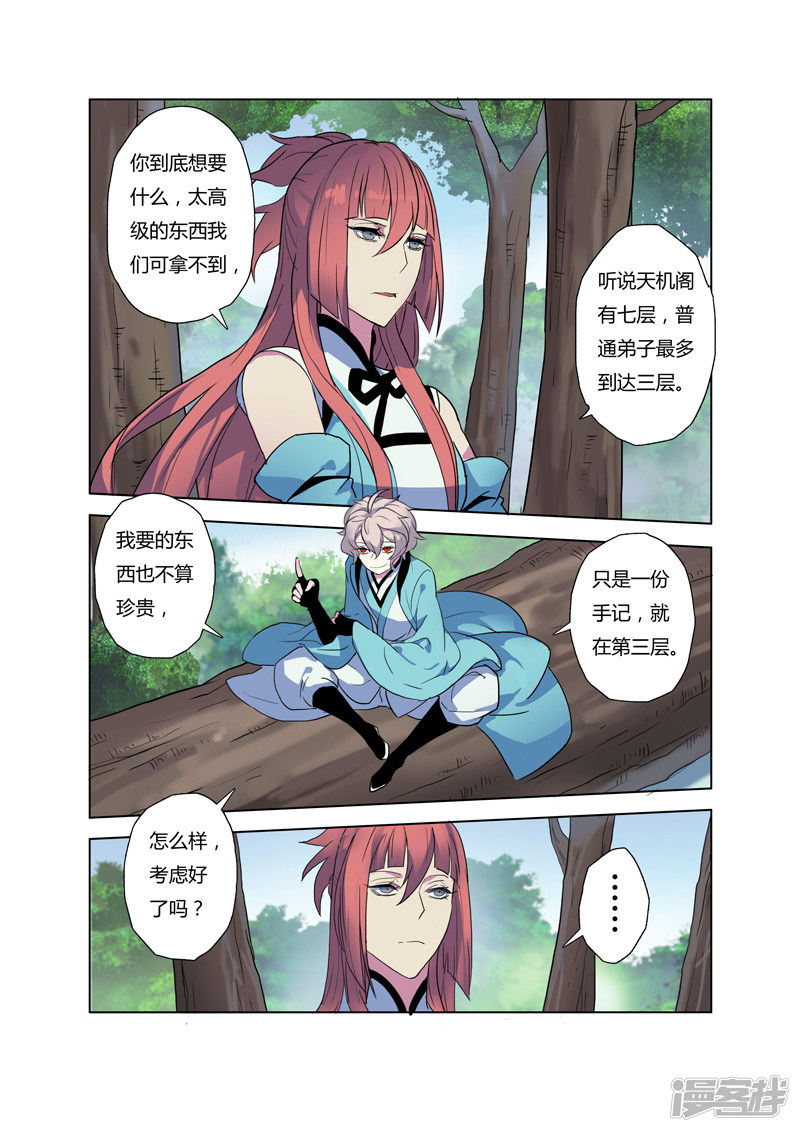 你到底想要
什么，太高
级的东西我
们可拿不到，
听说天机阁
有七层，普
通弟子最多
到达三层。
我要的东
西也不算
珍贵，
只是一份
手记，就
在第三层。
怎么样，
考虑好
了吗？
……
漫客栈